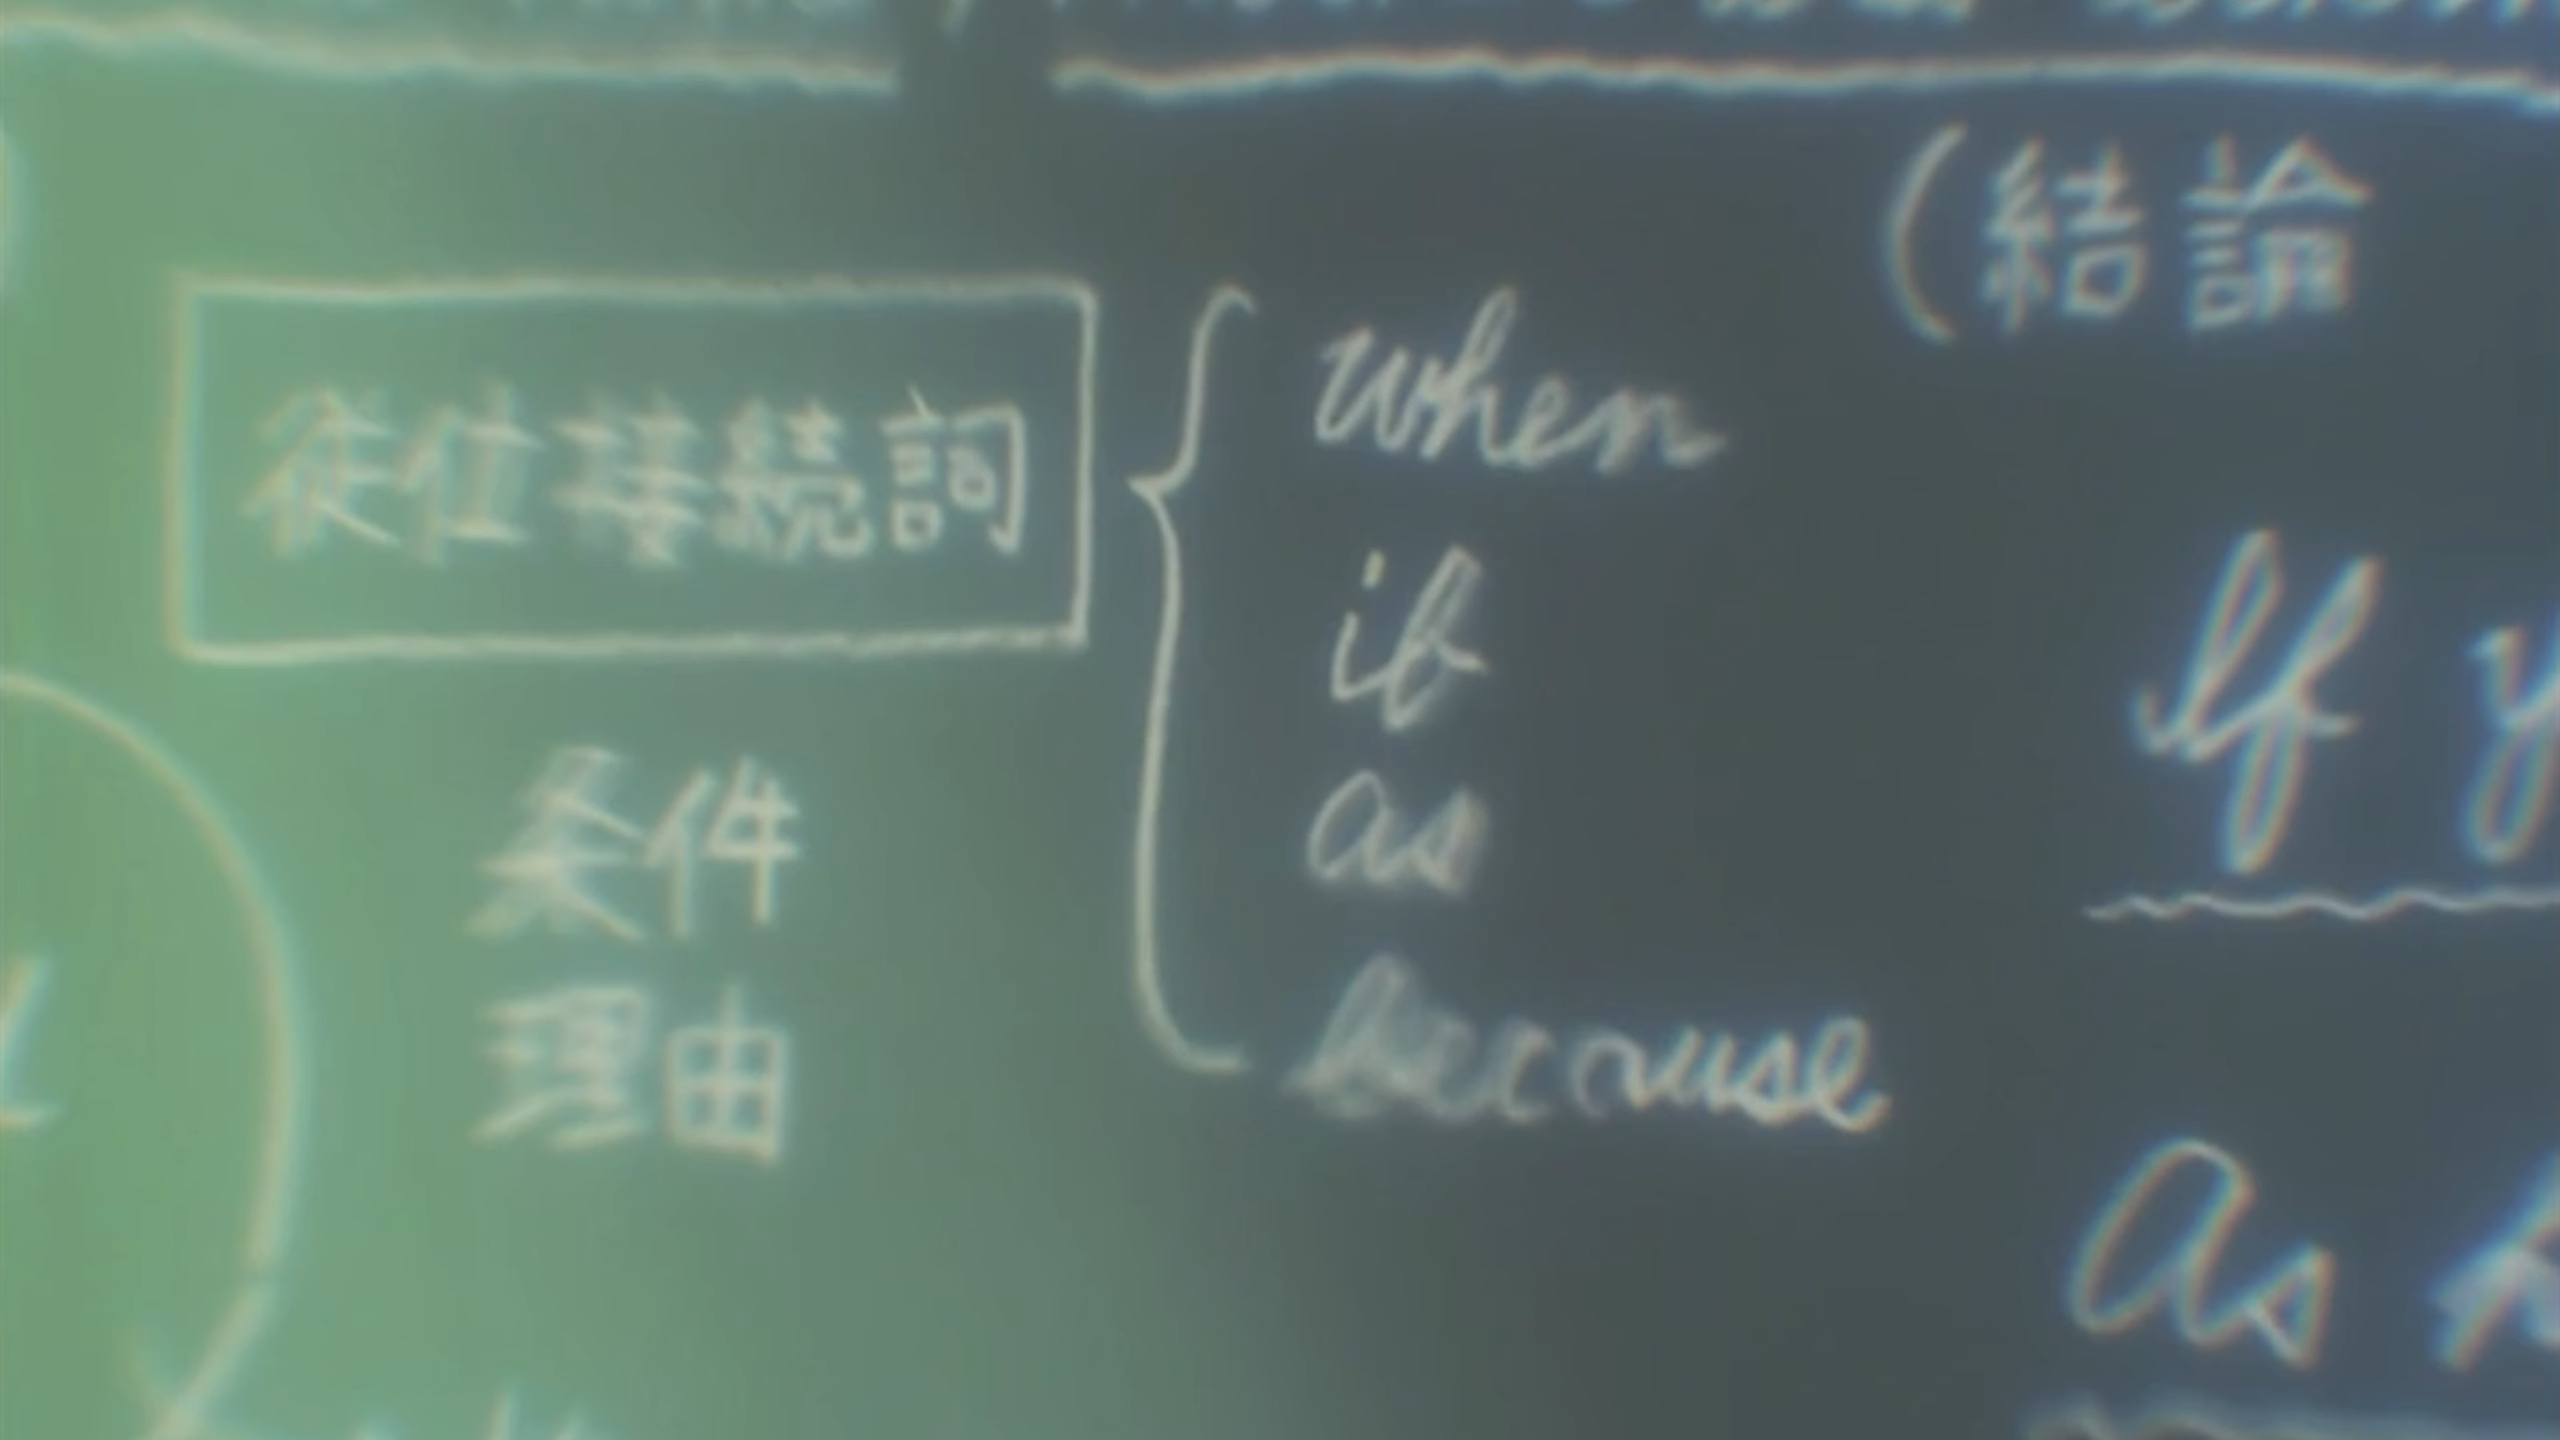 (結論
従位接続詞
when
if
as
because
条件
理由
If
As